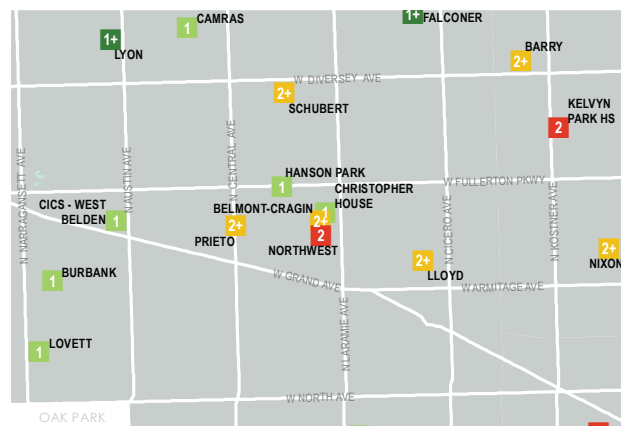 CAMRAS
1
1+
FALCONER
1+
LYON
BARRY
2+
W DIVERSEY AVE
2+
SCHUBERT
KELVYN
PARK HS
2
N NARRAGANSETT AVE
N AUSTIN AVE
N CENTRAL AVE
HANSON PARK
1
W FULLERTON PKWY
CHRISTOPHER
HOUSE
1
CICS - WEST
BELDEN
1
BELMONT-CRAGIN
2+
2+
PRIETO
2
NORTHWEST
N CICERO AVE
N KOSTNER AVE
2+
NIXON
2+
LLOYD
1
BURBANK
W GRAND AVE
W ARMITAGE AVE
N LARAMIE AVE
1
LOVETT
W NORTH AVE
OAK PARK